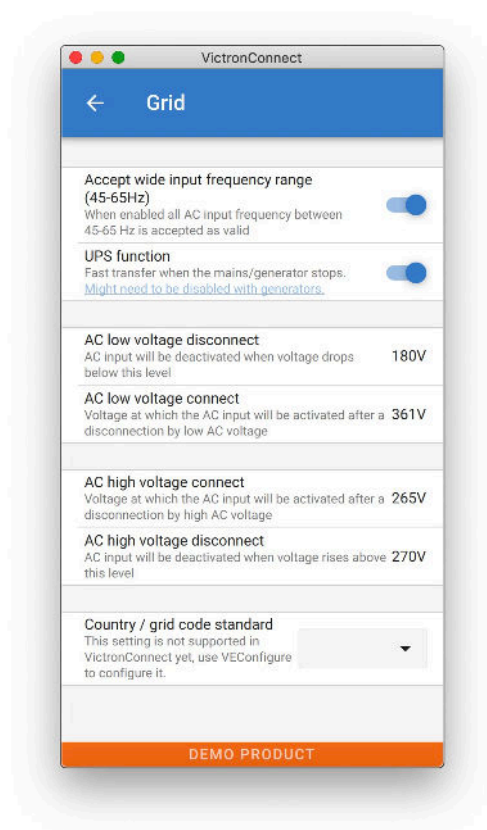 VictronConnect
Grid
Accept wide input frequency range
(45-65Hz)
When enabled all AC input frequency between
45-65 Hz is accepted as valid
UPS function
Fast transfer when the mains/generator stops.
Might need to be disabled with generators.
AC low voltage disconnect
AC input will be deactivated when voltage drops
below this level
180V
AC low voltage connect
Voltage at which the AC input will be activated after a
disconnection by low AC voltage
361V
AC high voltage connect
Voltage at which the AC input will be activated after a
disconnection by high AC voltage
265V
AC high voltage disconnect
AC input will be deactivated when voltage rises above
this level
270V
Country / grid code standard
This setting is not supported in
VictronConnect yet, use VEConfigure
to configure it.
DEMO PRODUCT